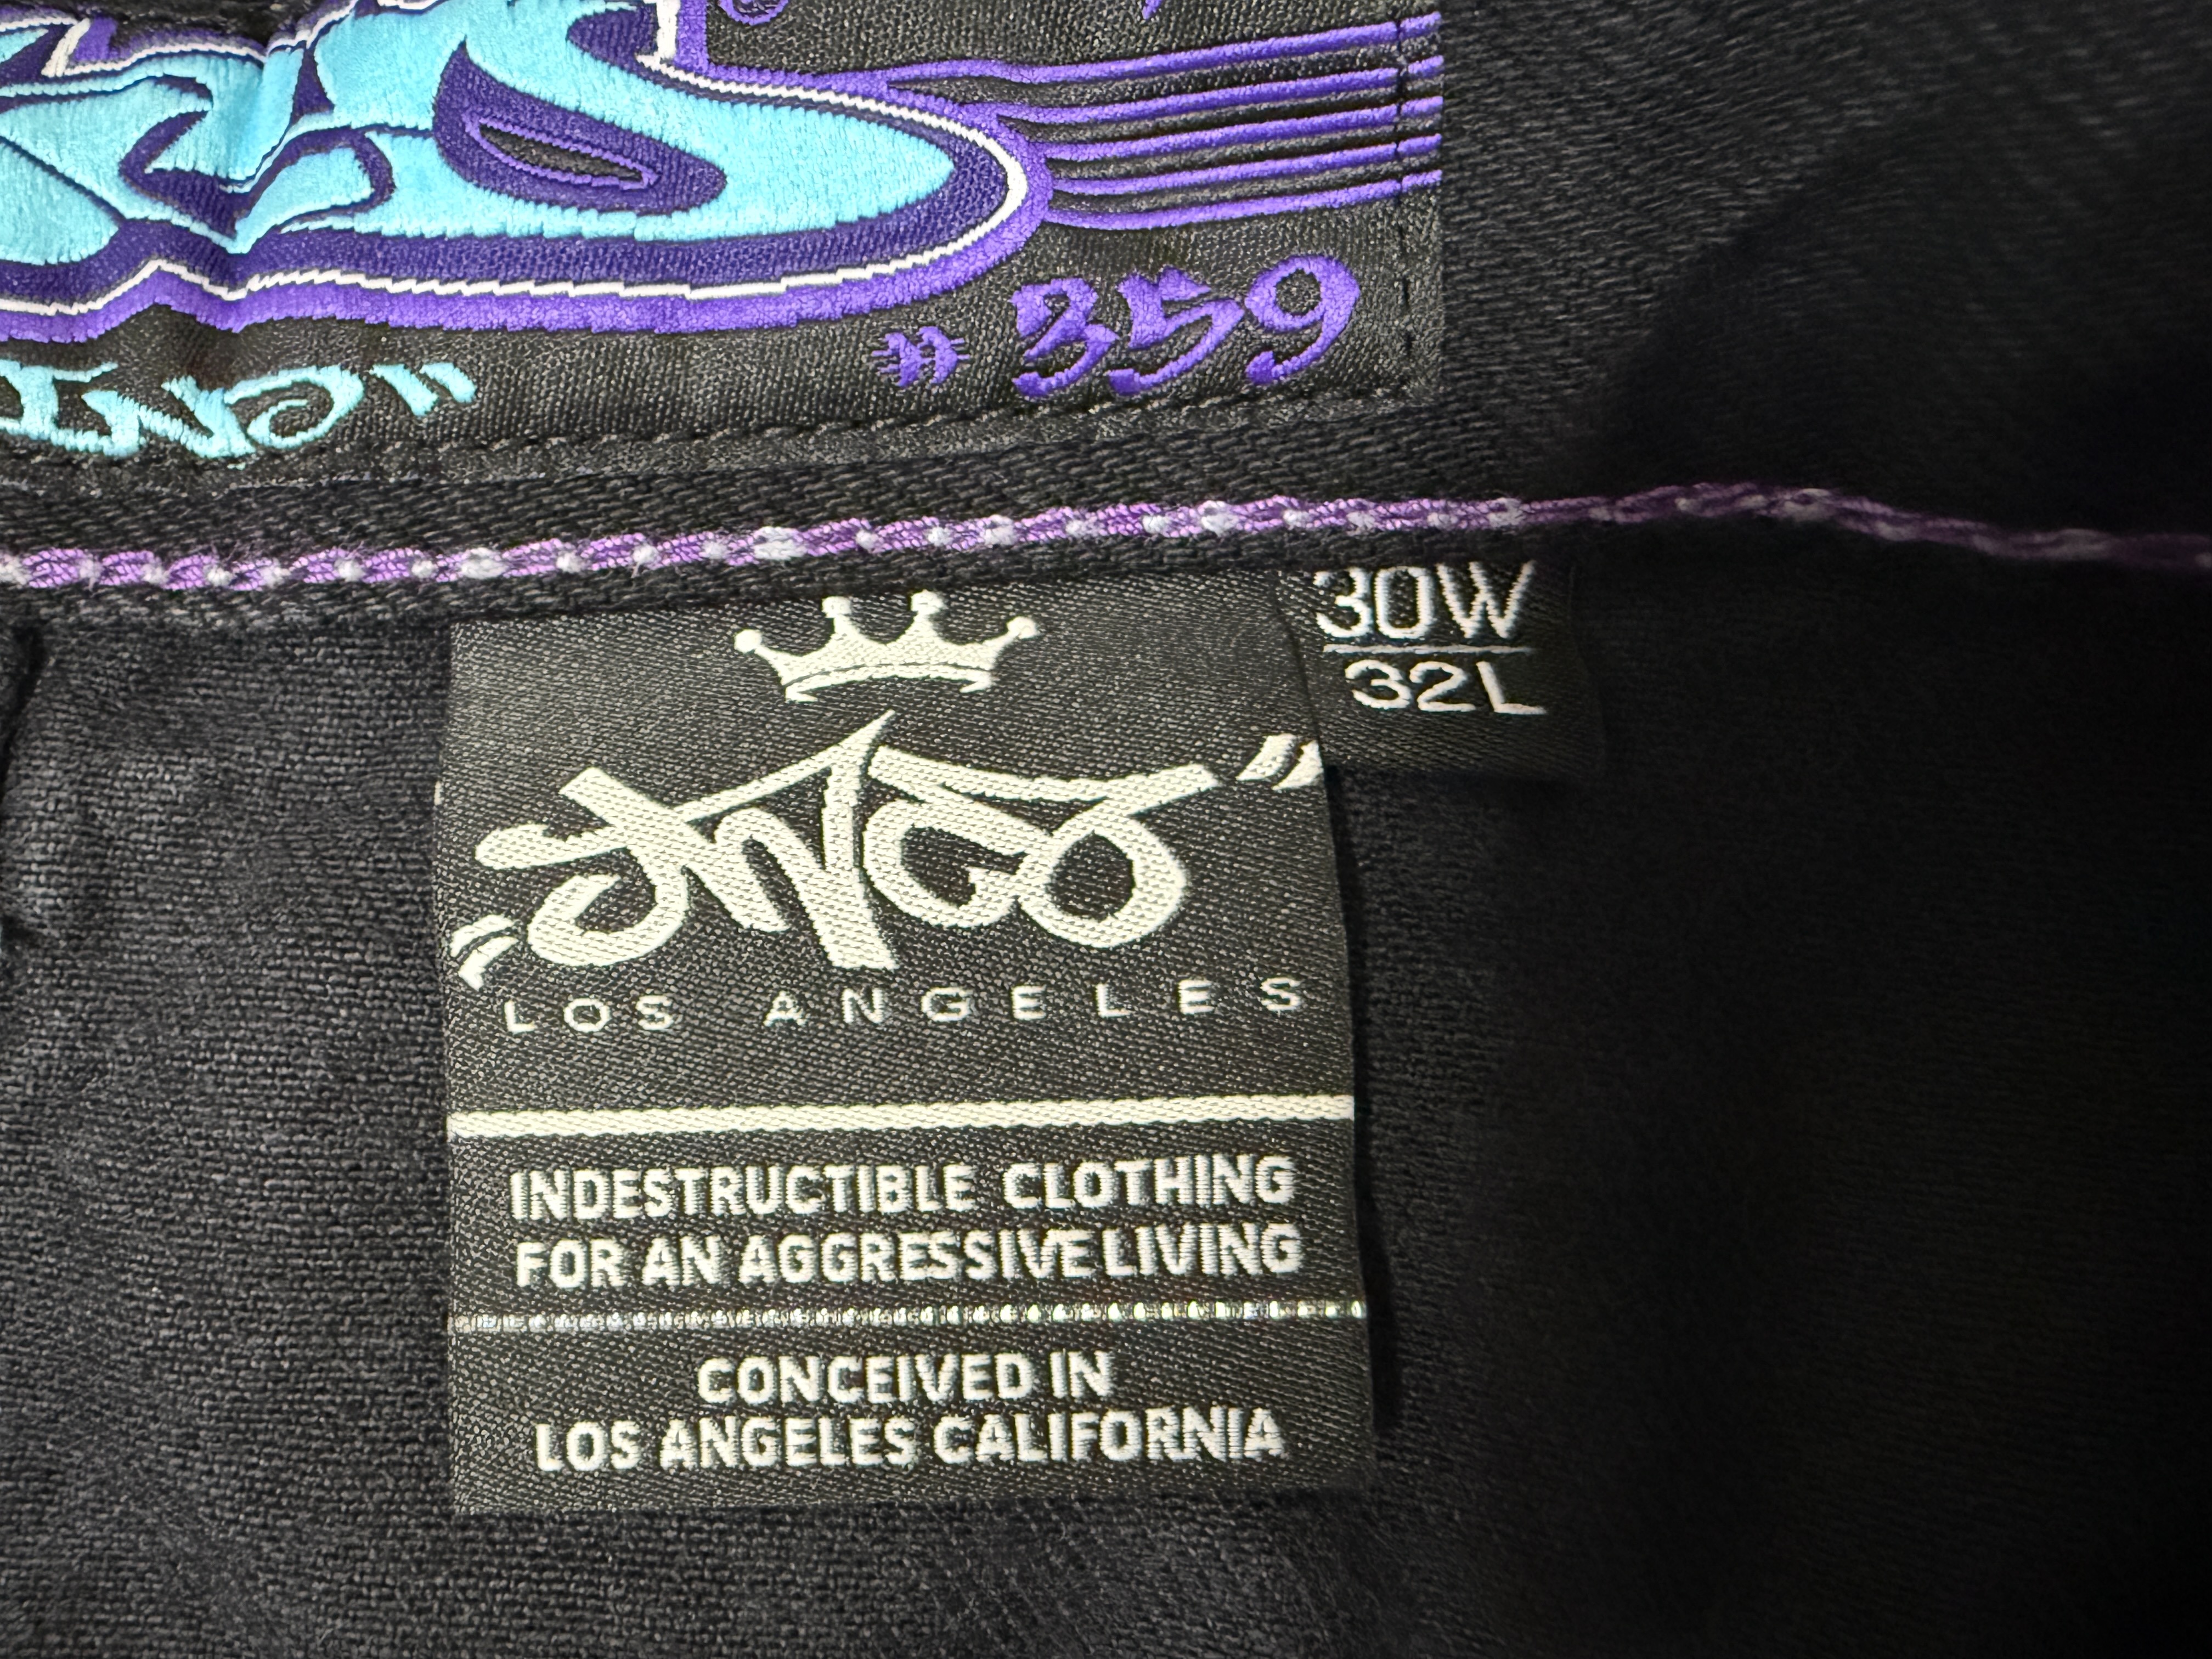 # 359
30W
32L
"JNCO"
LOS ANGELES
INDESTRUCTIBLE CLOTHING
FOR AN AGGRESSIVE LIVING
CONCEIVED IN
LOS ANGELES CALIFORNIA